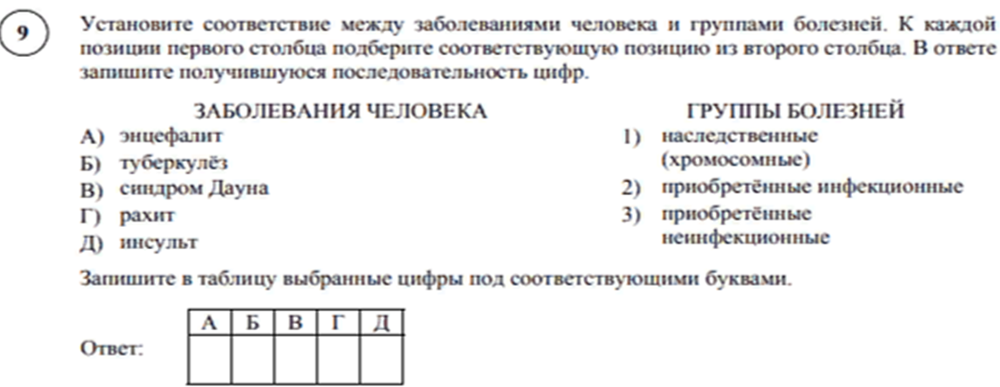 9
Установите соответствие между заболеваниями человека и группами болезней. К каждой
позиции первого столбца подберите соответствующую позицию из второго столбца. В ответе
запишите получившуюся последовательность цифр.
ЗАБОЛЕВАНИЯ ЧЕЛОВЕКА
А) энцефалит
Б) туберкулёз
В) синдром Дауна
Г) рахит
Д) инсульт
ГРУППЫ БОЛЕЗНЕЙ
1) наследственные
(хромосомные)
2) приобретённые инфекционные
3) приобретённые
неинфекционные
Запишите в таблицу выбранные цифры под соответствующими буквами.
Ответ:
А Б В Г Д